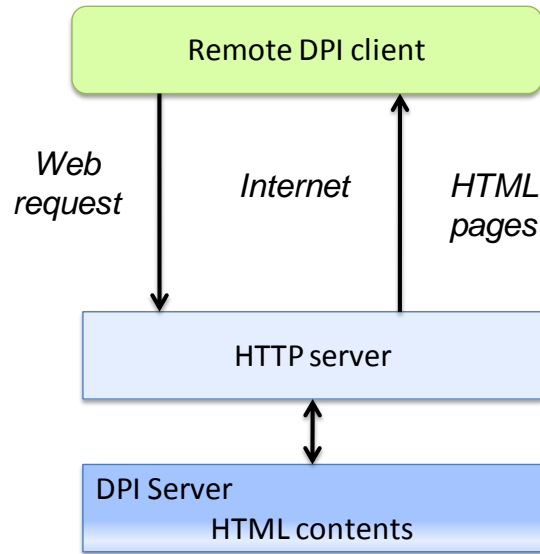 Remote DPI client
Web
request
Internet
HTML
pages
HTTP server
DPI Server
HTML contents